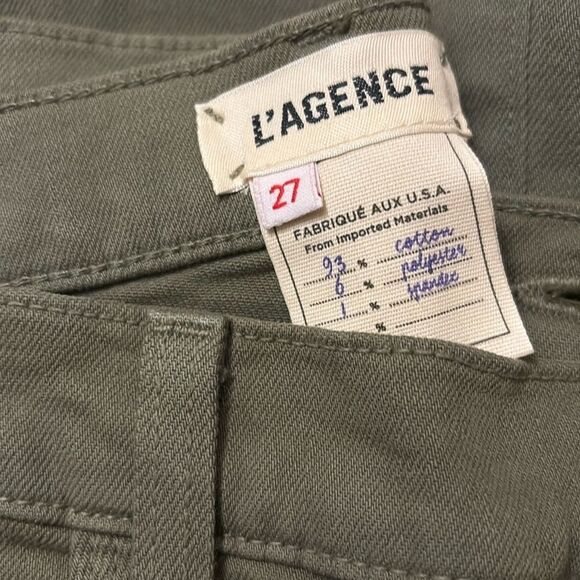 L'AGENCE
27
FABRIQUÉ AUX U.S.A.
From Imported Materials
93 % cotton
6 % polyester
1 % spandex
%